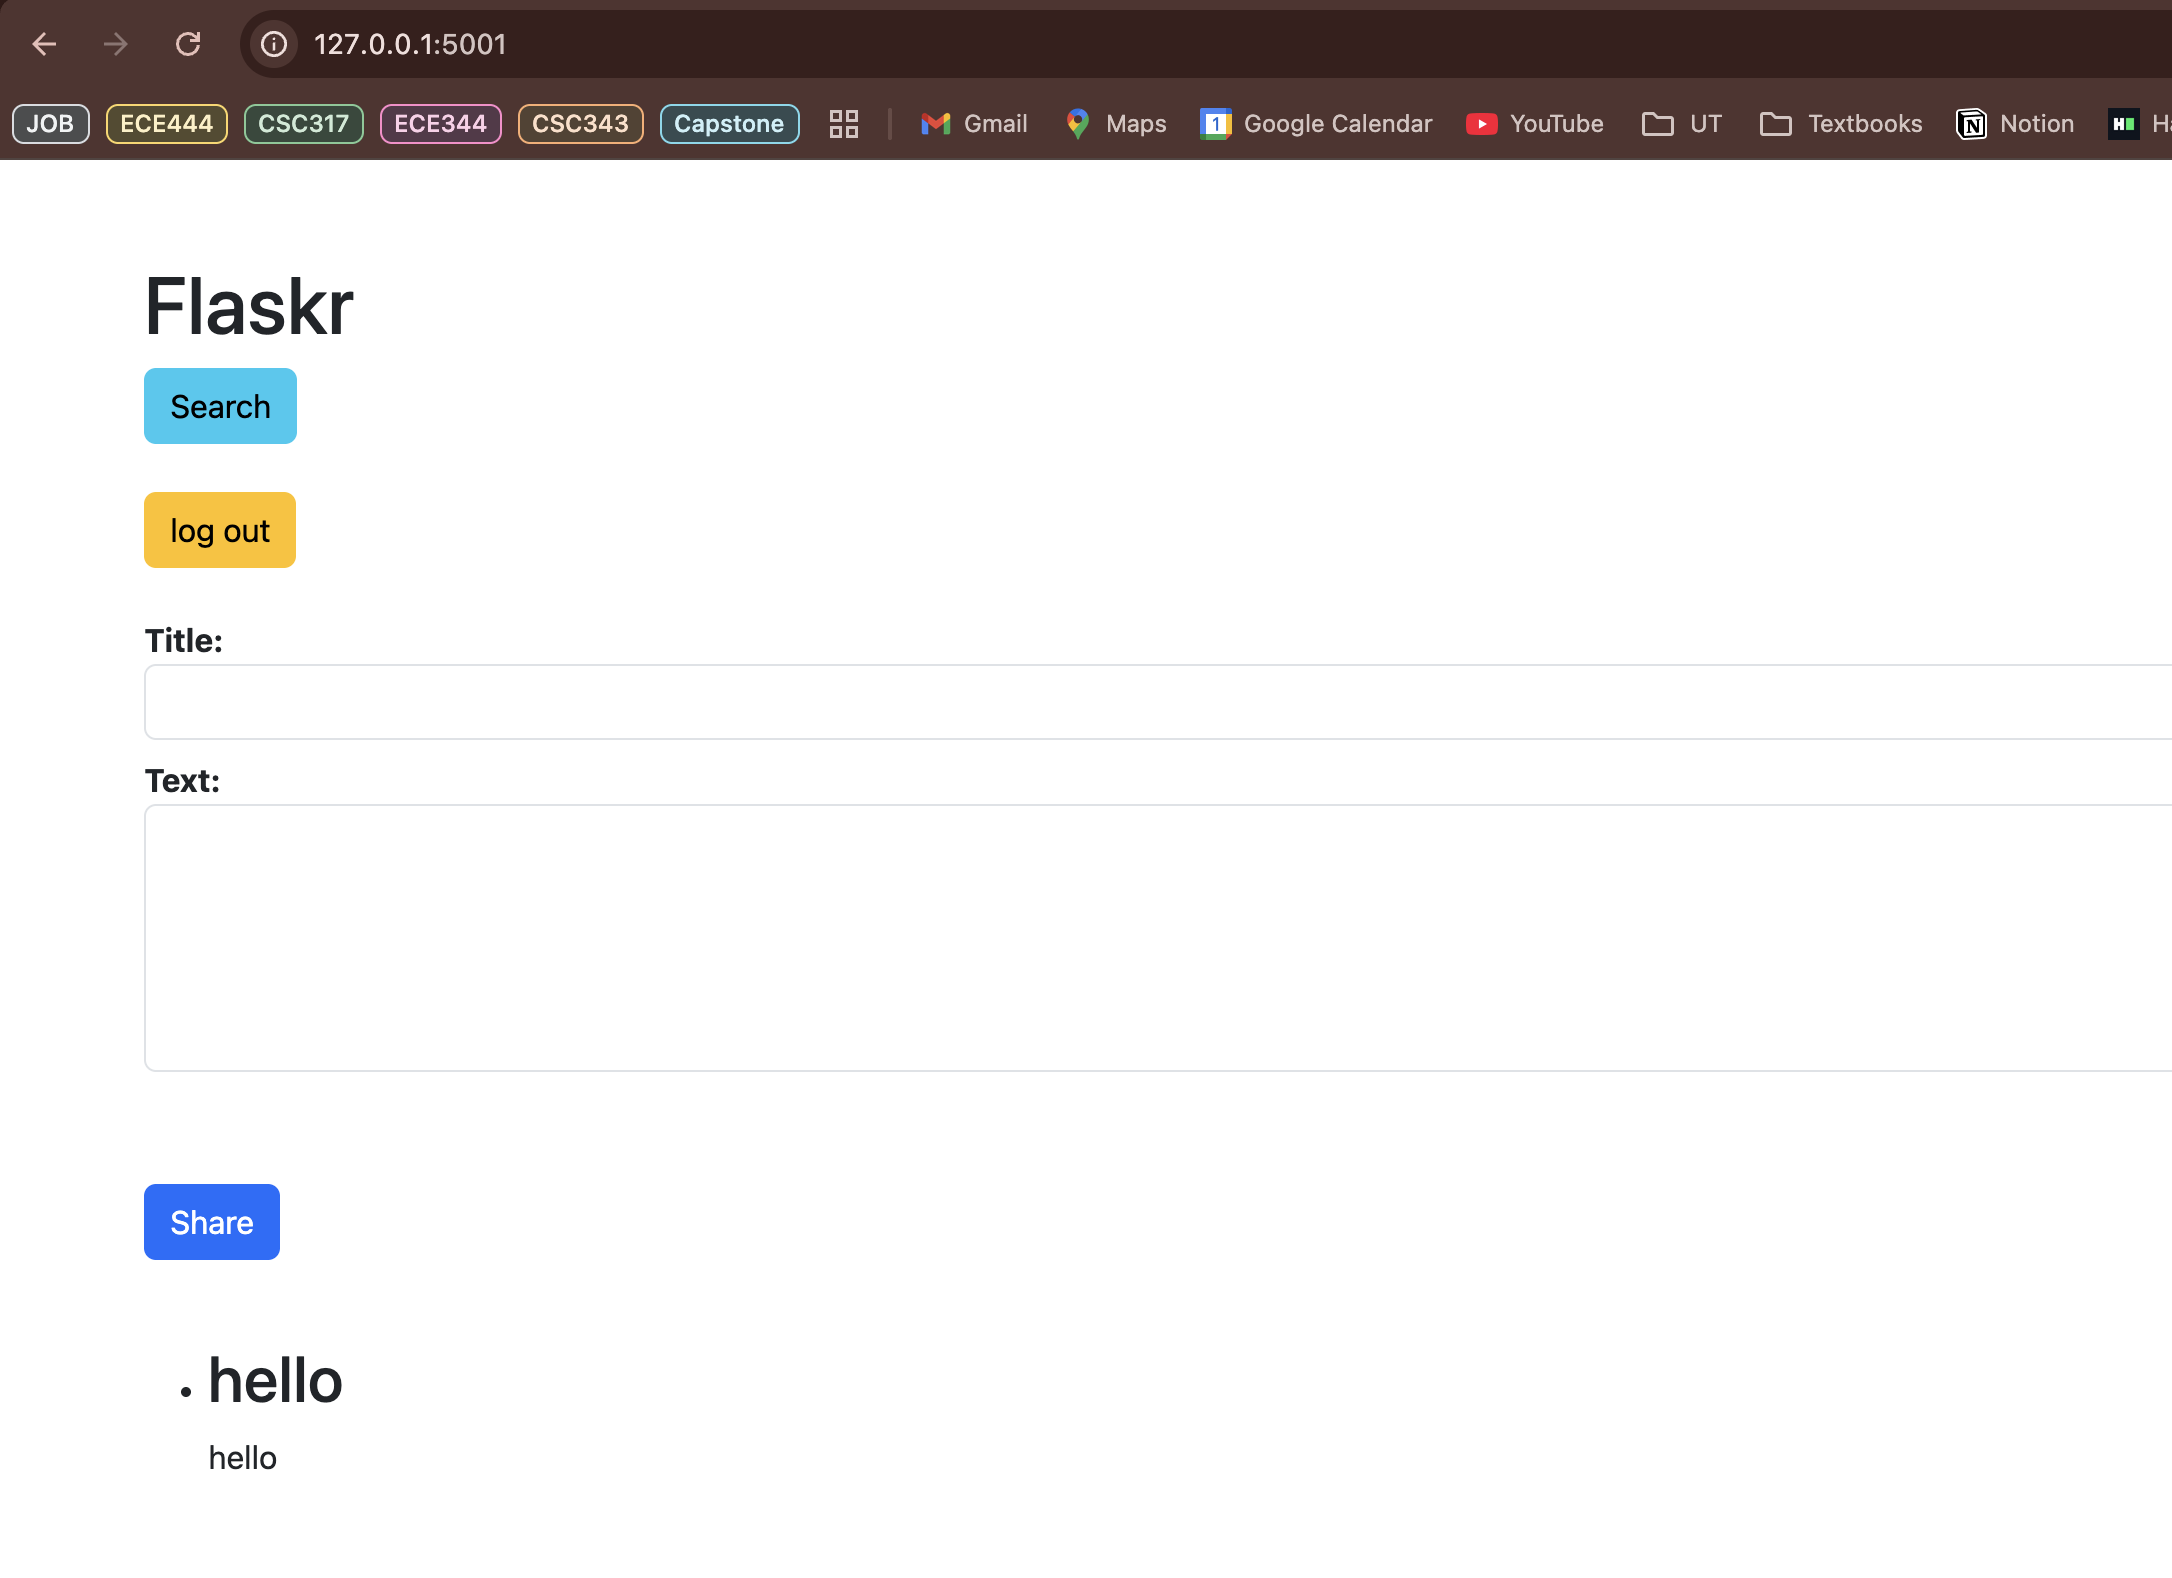 127.0.0.1:5001
JOB ECE444 CSC317 ECE344 CSC343 Capstone Gmail Maps 1 Google Calendar YouTube UT Textbooks Notion
Flaskr
Search
log out
Title:
Text:
Share
hello
hello